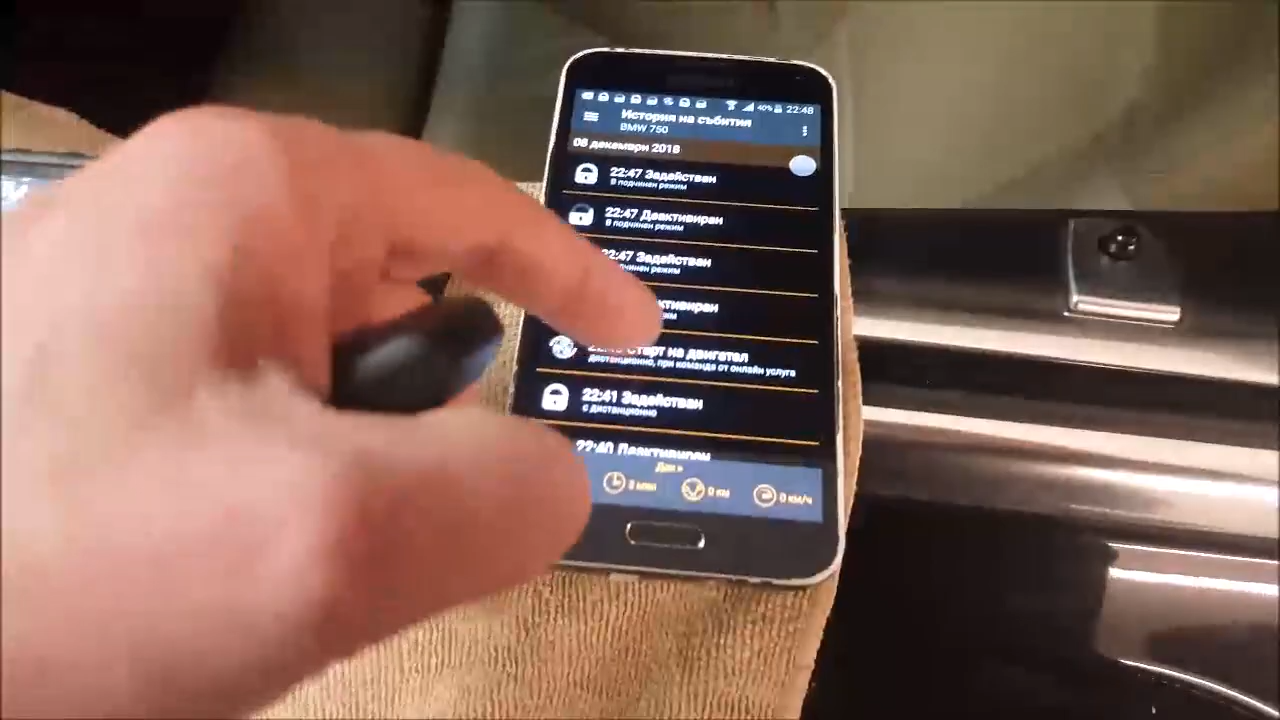 40% 22:48
История на събития
BMW 750
08 декември 2018
22:47 Задействан
В подчинен режим
22:47 Деактивиран
В подчинен режим
22:47 Задействан
режим
Старт на двигател
дистанционно, при команда от онлайн услуга
22:41 Задействан
с дистанционно
22:40 Деактивиран
0 км
0 км/ч